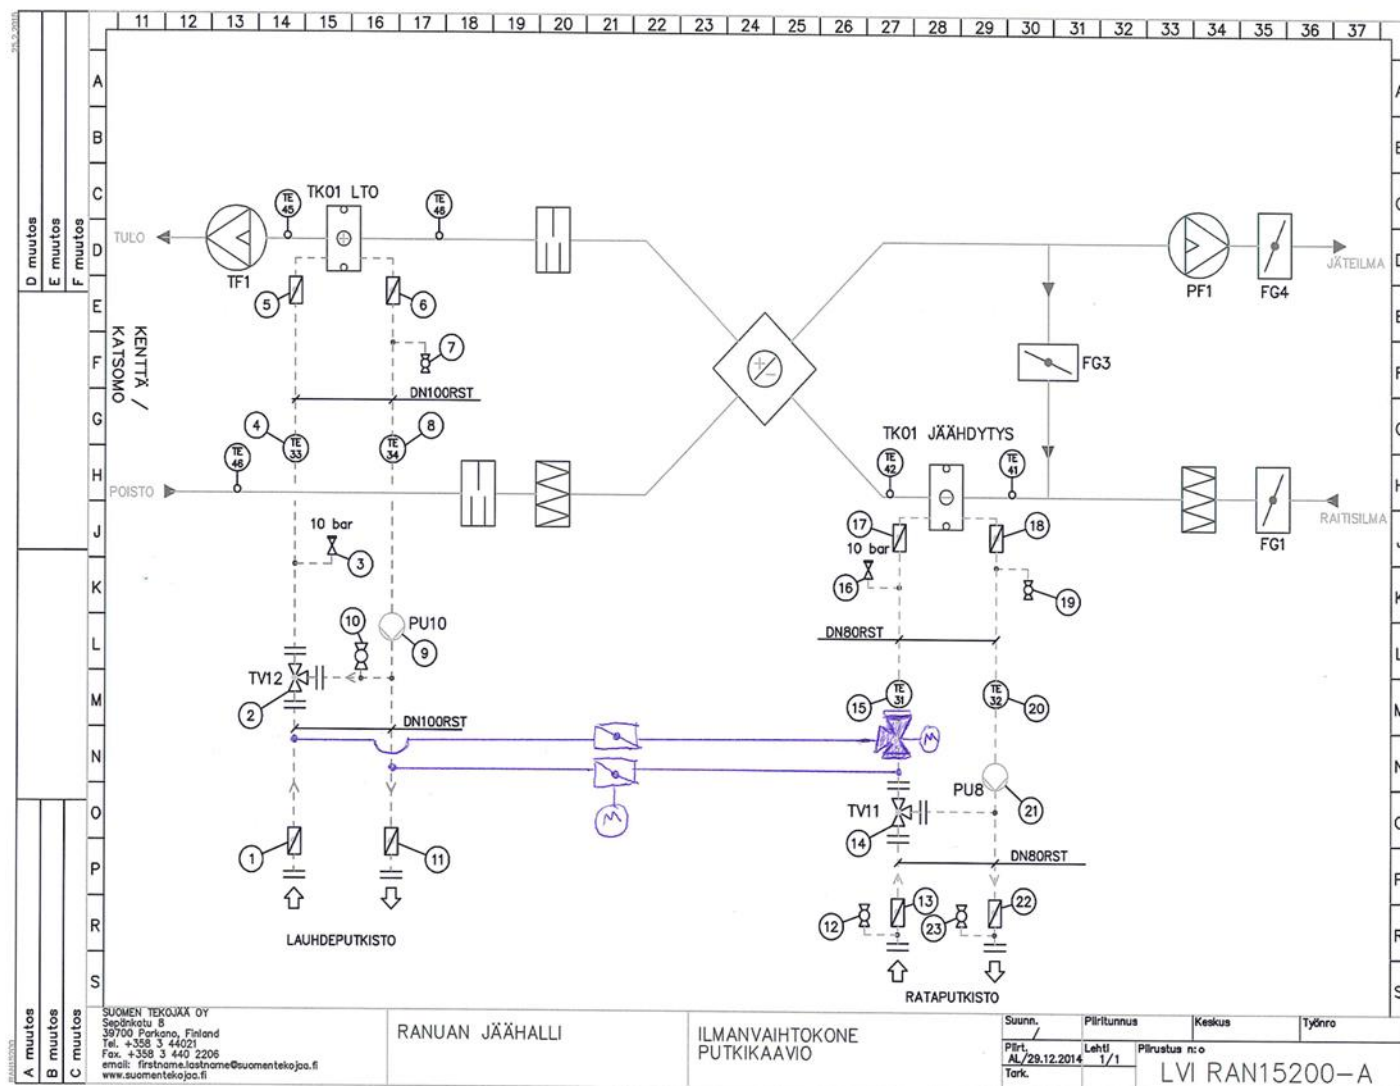 11 12 13 14 15 16 17 18 19 20 21 22 23 24 25 26 27 28 29 30 31 32 33 34 35 36 37
A
B
C
D
E
F
G
H
J
K
L
M
N
O
P
R
S
D muutos
E muutos
F muutos
A muutos
B muutos
C muutos
TE 45
TK01 LTO
TE 46
TULO
TF1
5
6
7
KENTTÄ /
KATSOMO
DN100RST
4
TE 33
TE 34
8
TE 46
POISTO
10 bar
3
10
PU10
9
TV12
2
DN100RST
1
11
LAUHDEPUTKISTO
PF1
FG4
JÄTEILMA
FG3
TK01 JÄÄHDYTYS
TE 42
TE 41
RAITISILMA
FG1
17
18
10 bar
16
19
DN80RST
15
TE 31
TE 32
20
M
M
PU8
21
TV11
14
DN80RST
12
13
23
22
RATAPUTKISTO
SUOMEN TEKOJÄÄ OY
Sepänkatu 8
39700 Parkano, Finland
Tel. +358 3 44021
Fax. +358 3 440 2206
email: firstname.lastname@suomentekojaa.fi
www.suomentekojaa.fi
RANUAN JÄÄHALLI
ILMANVAIHTOKONE
PUTKIKAAVIO
Suunn.
/
Piiritunnus
Keskus
Työnro
Piirt.
AL/29.12.2014
Lehti
1/1
Piirustus n:o
LVI RAN15200-A
Tark.